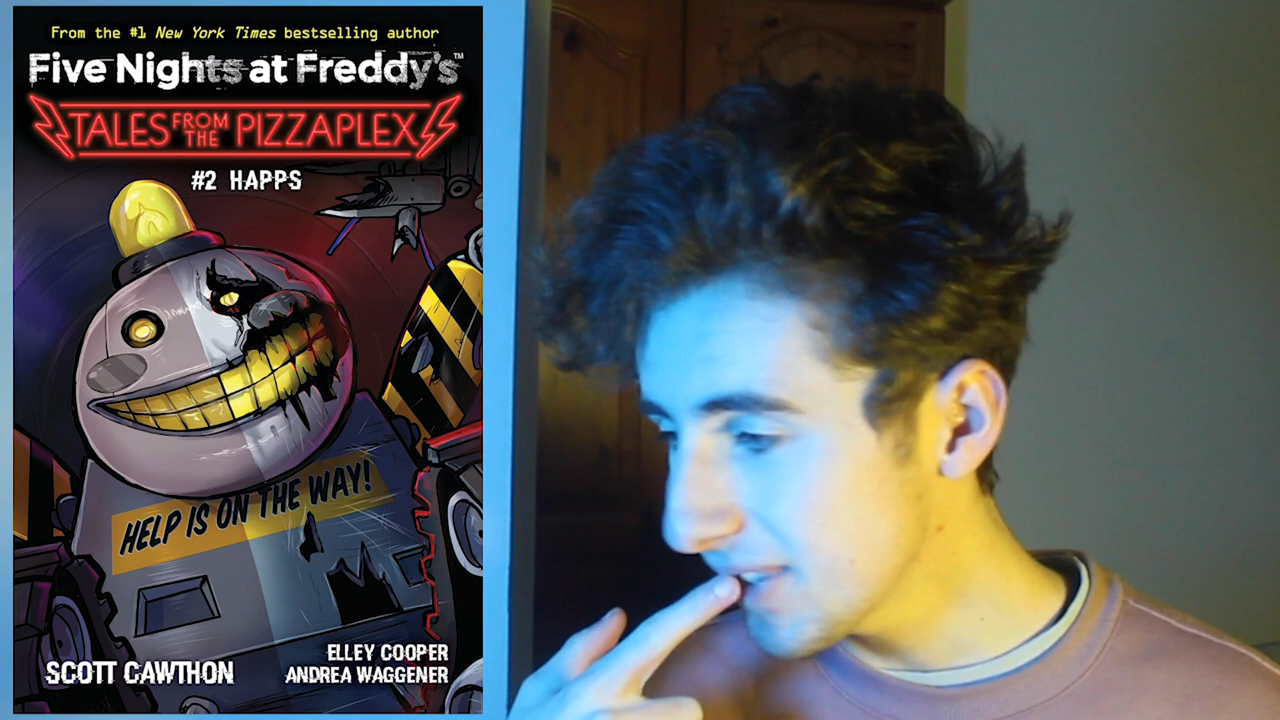 From the #1 New York Times bestselling author
Five Nights at Freddy's™
TALES FROM THE PIZZAPLEX
#2 HAPPS
HELP IS ON THE WAY!
SCOTT CAWTHON
ELLEY COOPER
ANDREA WAGGENER